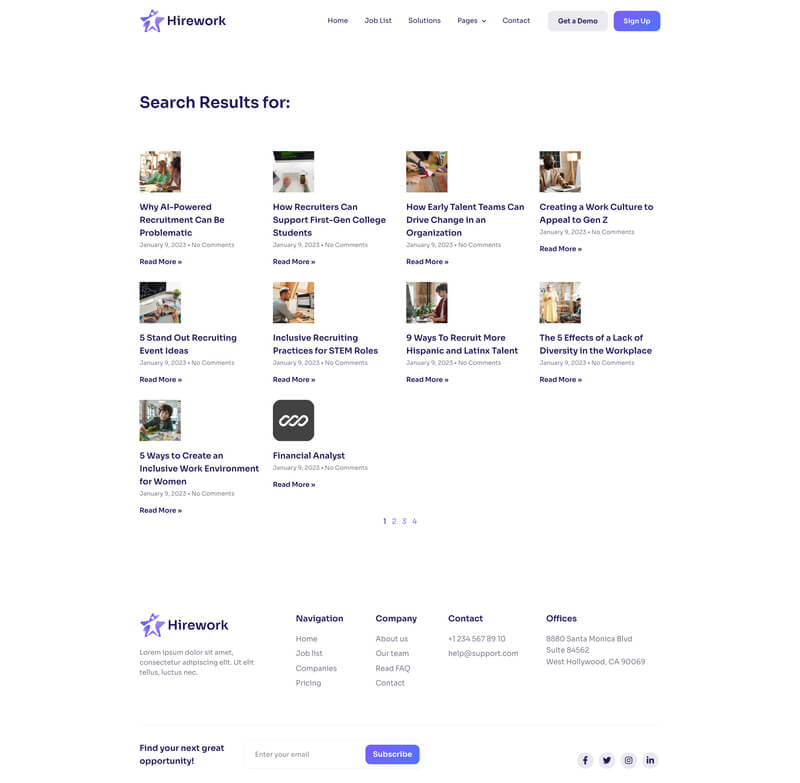 Hirework
Home
Job List
Solutions
Pages
Contact
Get a Demo
Sign Up
Search Results for:
Why AI-Powered
Recruitment Can Be
Problematic
January 9, 2023 • No Comments
Read More »
How Recruiters Can
Support First-Gen College
Students
January 9, 2023 • No Comments
Read More »
How Early Talent Teams Can
Drive Change in an
Organization
January 9, 2023 • No Comments
Read More »
Creating a Work Culture to
Appeal to Gen Z
January 9, 2023 • No Comments
Read More »
5 Stand Out Recruiting
Event Ideas
January 9, 2023 • No Comments
Read More »
Inclusive Recruiting
Practices for STEM Roles
January 9, 2023 • No Comments
Read More »
9 Ways To Recruit More
Hispanic and Latinx Talent
January 9, 2023 • No Comments
Read More »
The 5 Effects of a Lack of
Diversity in the Workplace
January 9, 2023 • No Comments
Read More »
5 Ways to Create an
Inclusive Work Environment
for Women
January 9, 2023 • No Comments
Read More »
Financial Analyst
January 9, 2023 • No Comments
Read More »
1 2 3 4
Hirework
Lorem ipsum dolor sit amet,
consectetur adipiscing elit. Ut elit
tellus, luctus nec.
Navigation
Home
Job list
Companies
Pricing
Company
About us
Our team
Read FAQ
Contact
Contact
+1 234 567 89 10
help@support.com
Offices
8880 Santa Monica Blvd
Suite 84562
West Hollywood, CA 90069
Find your next great
opportunity!
Enter your email
Subscribe